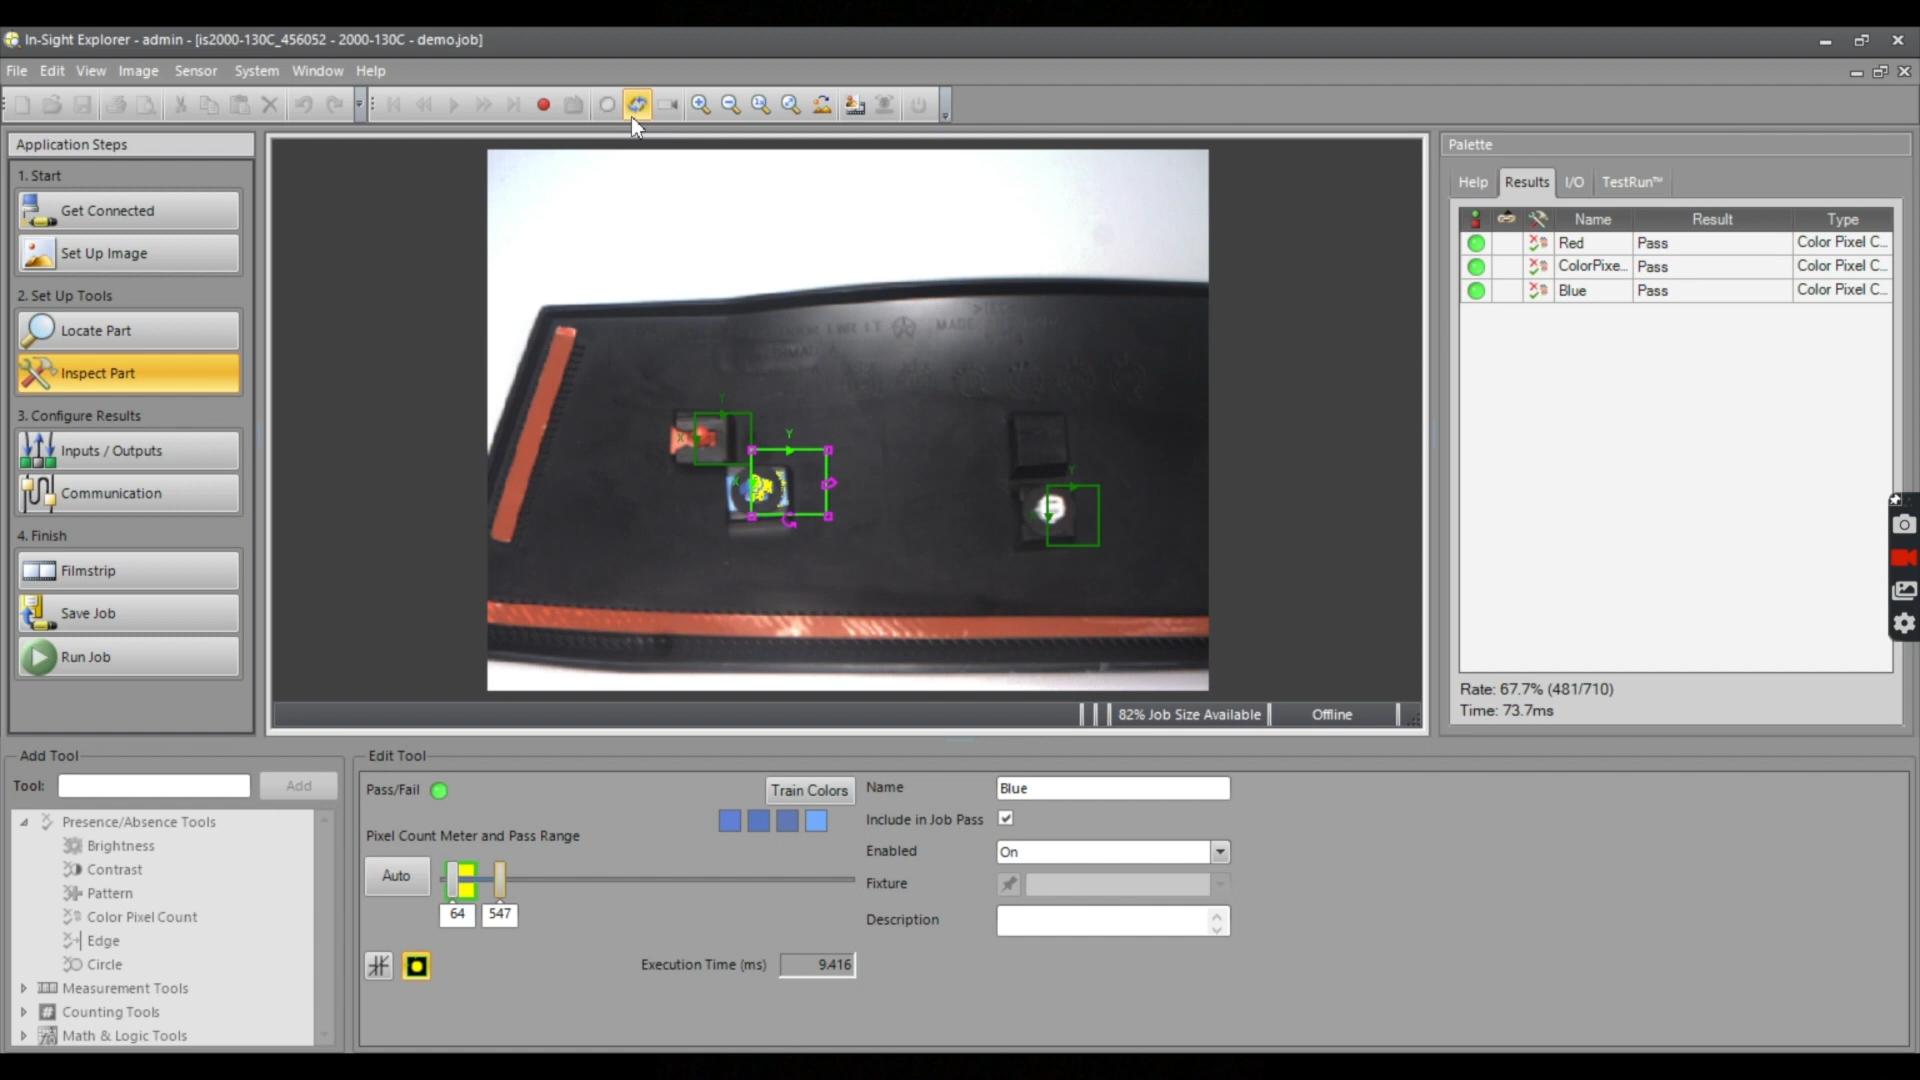 In-Sight Explorer - admin - [is2000-130C_456052 - 2000-130C - demo.job]
File Edit View Image Sensor System Window Help
Application Steps
1. Start
Get Connected
Set Up Image
2. Set Up Tools
Locate Part
Inspect Part
3. Configure Results
Inputs / Outputs
Communication
4. Finish
Filmstrip
Save Job
Run Job
Y
X
Y
X
Y
MADE
82% Job Size Available Offline
Palette
Help Results I/O TestRun™
Name Result Type
Red Pass Color Pixel C...
ColorPixe... Pass Color Pixel C...
Blue Pass Color Pixel C...
Rate: 67.7% (481/710)
Time: 73.7ms
Add Tool
Tool: Add
Presence/Absence Tools
Brightness
Contrast
Pattern
Color Pixel Count
Edge
Circle
Measurement Tools
Counting Tools
Math & Logic Tools
Edit Tool
Pass/Fail
Train Colors
Pixel Count Meter and Pass Range
Auto
64 547
Execution Time (ms) 9.416
Name Blue
Include in Job Pass
Enabled On
Fixture
Description